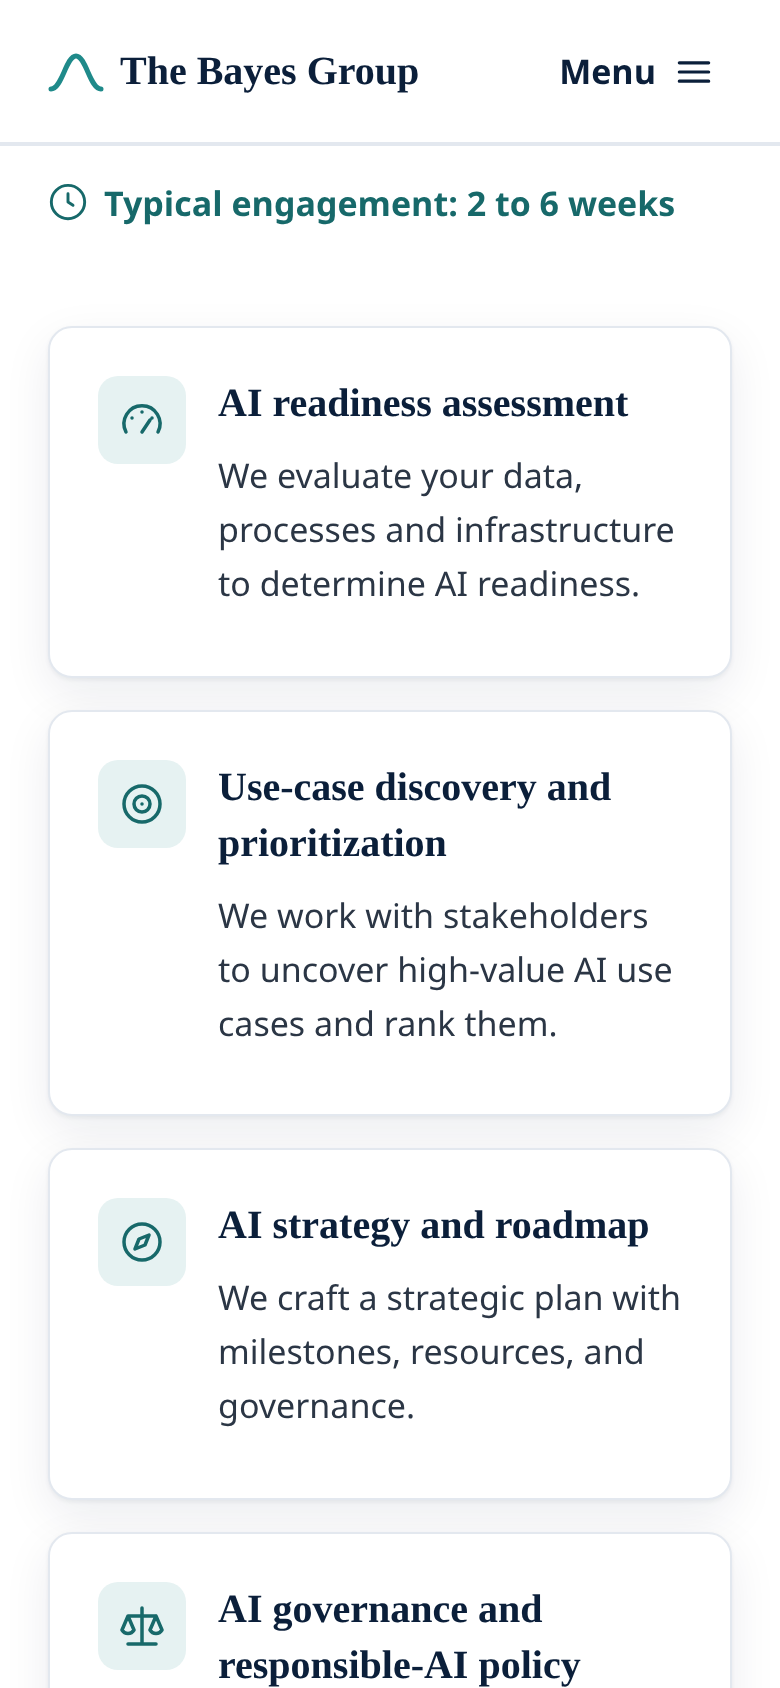 The Bayes Group
Menu
Typical engagement: 2 to 6 weeks
AI readiness assessment
We evaluate your data,
processes and infrastructure
to determine AI readiness.
Use-case discovery and
prioritization
We work with stakeholders
to uncover high-value AI use
cases and rank them.
AI strategy and roadmap
We craft a strategic plan with
milestones, resources, and
governance.
AI governance and
responsible-AI policy